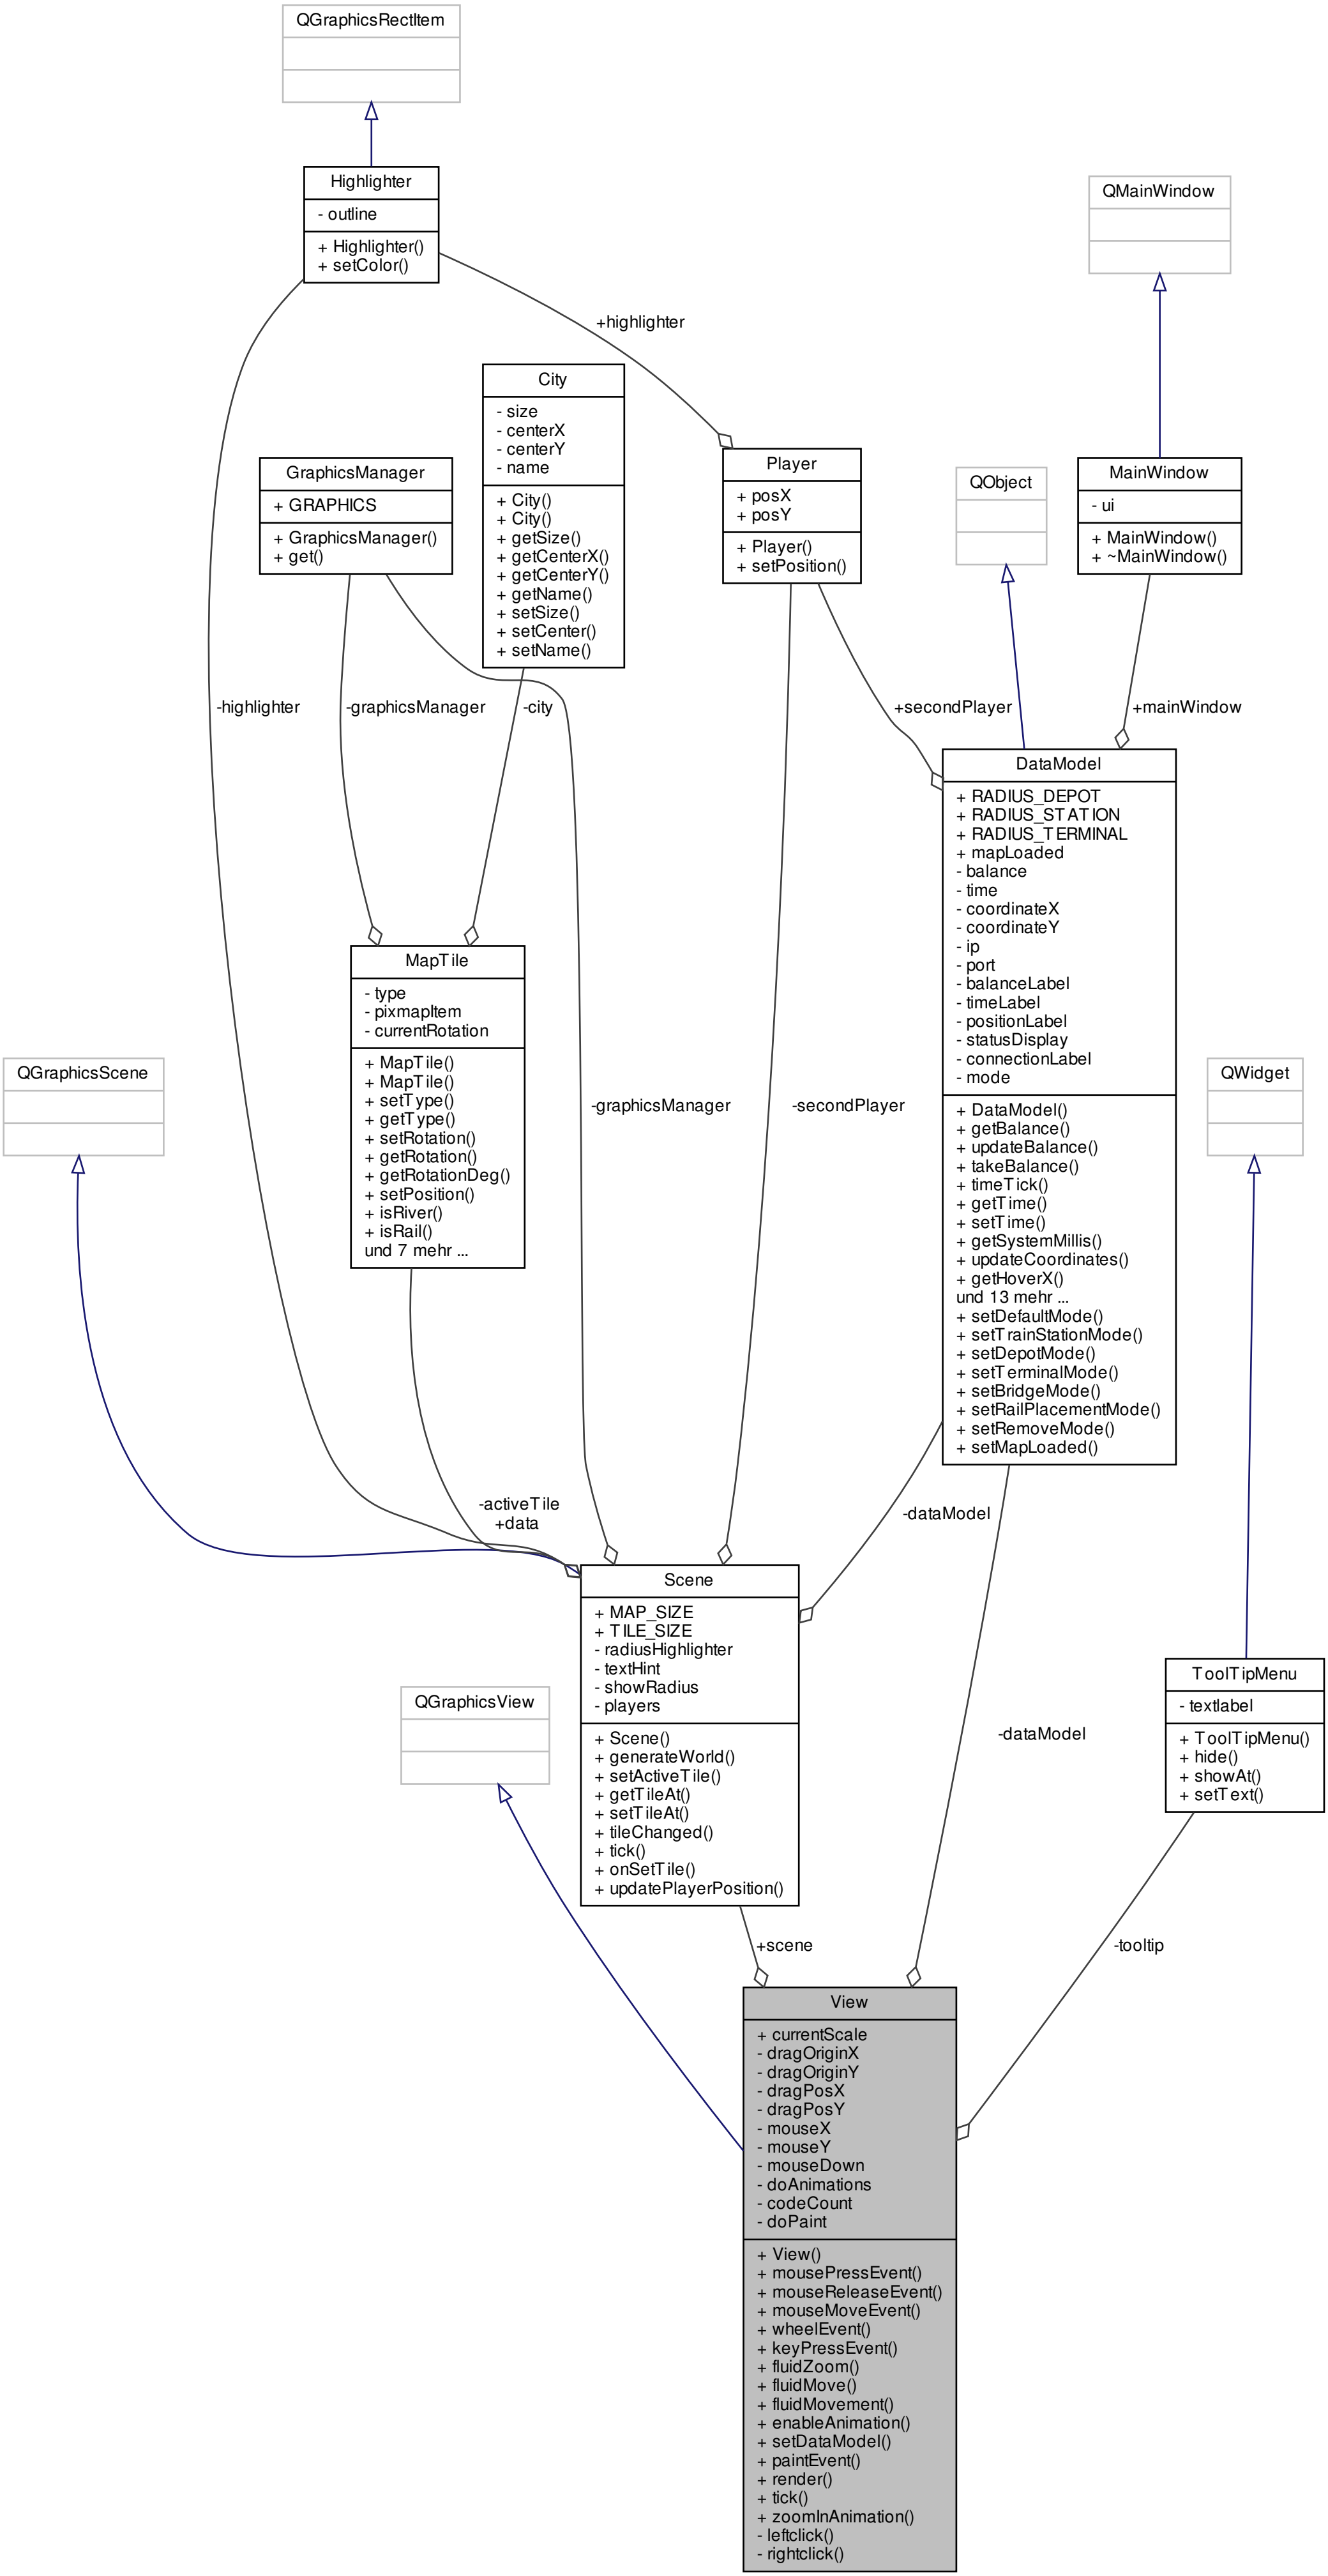 QGraphicsRectItem
Highlighter
- outline
+ Highlighter()
+ setColor()
QMainWindow
+highlighter
City
- size
- centerX
- centerY
- name
+ City()
+ City()
+ getSize()
+ getCenterX()
+ getCenterY()
+ getName()
+ setSize()
+ setCenter()
+ setName()
GraphicsManager
+ GRAPHICS
+ GraphicsManager()
+ get()
Player
+ posX
+ posY
+ Player()
+ setPosition()
QObject
MainWindow
- ui
+ MainWindow()
+ ~MainWindow()
-highlighter
-graphicsManager
-city
+secondPlayer
+mainWindow
DataModel
+ RADIUS_DEPOT
+ RADIUS_STATION
+ RADIUS_TERMINAL
+ mapLoaded
- balance
- time
- coordinateX
- coordinateY
- ip
- port
- balanceLabel
- timeLabel
- positionLabel
- statusDisplay
- connectionLabel
- mode
+ DataModel()
+ getBalance()
+ updateBalance()
+ takeBalance()
+ timeTick()
+ getTime()
+ setTime()
+ getSystemMillis()
+ updateCoordinates()
+ getHoverX()
und 13 mehr ...
+ setDefaultMode()
+ setTrainStationMode()
+ setDepotMode()
+ setTerminalMode()
+ setBridgeMode()
+ setRailPlacementMode()
+ setRemoveMode()
+ setMapLoaded()
MapTile
- type
- pixmapItem
- currentRotation
+ MapTile()
+ MapTile()
+ setType()
+ getType()
+ setRotation()
+ getRotation()
+ getRotationDeg()
+ setPosition()
+ isRiver()
+ isRail()
und 7 mehr ...
QGraphicsScene
-graphicsManager
-secondPlayer
QWidget
-activeTile
+data
-dataModel
Scene
+ MAP_SIZE
+ TILE_SIZE
- radiusHighlighter
- textHint
- showRadius
- players
+ Scene()
+ generateWorld()
+ setActiveTile()
+ getTileAt()
+ setTileAt()
+ tileChanged()
+ tick()
+ onSetTile()
+ updatePlayerPosition()
QGraphicsView
-dataModel
ToolTipMenu
- textlabel
+ ToolTipMenu()
+ hide()
+ showAt()
+ setText()
+scene
-tooltip
View
+ currentScale
- dragOriginX
- dragOriginY
- dragPosX
- dragPosY
- mouseX
- mouseY
- mouseDown
- doAnimations
- codeCount
- doPaint
+ View()
+ mousePressEvent()
+ mouseReleaseEvent()
+ mouseMoveEvent()
+ wheelEvent()
+ keyPressEvent()
+ fluidZoom()
+ fluidMove()
+ fluidMovement()
+ enableAnimation()
+ setDataModel()
+ paintEvent()
+ render()
+ tick()
+ zoomInAnimation()
- leftclick()
- rightclick()